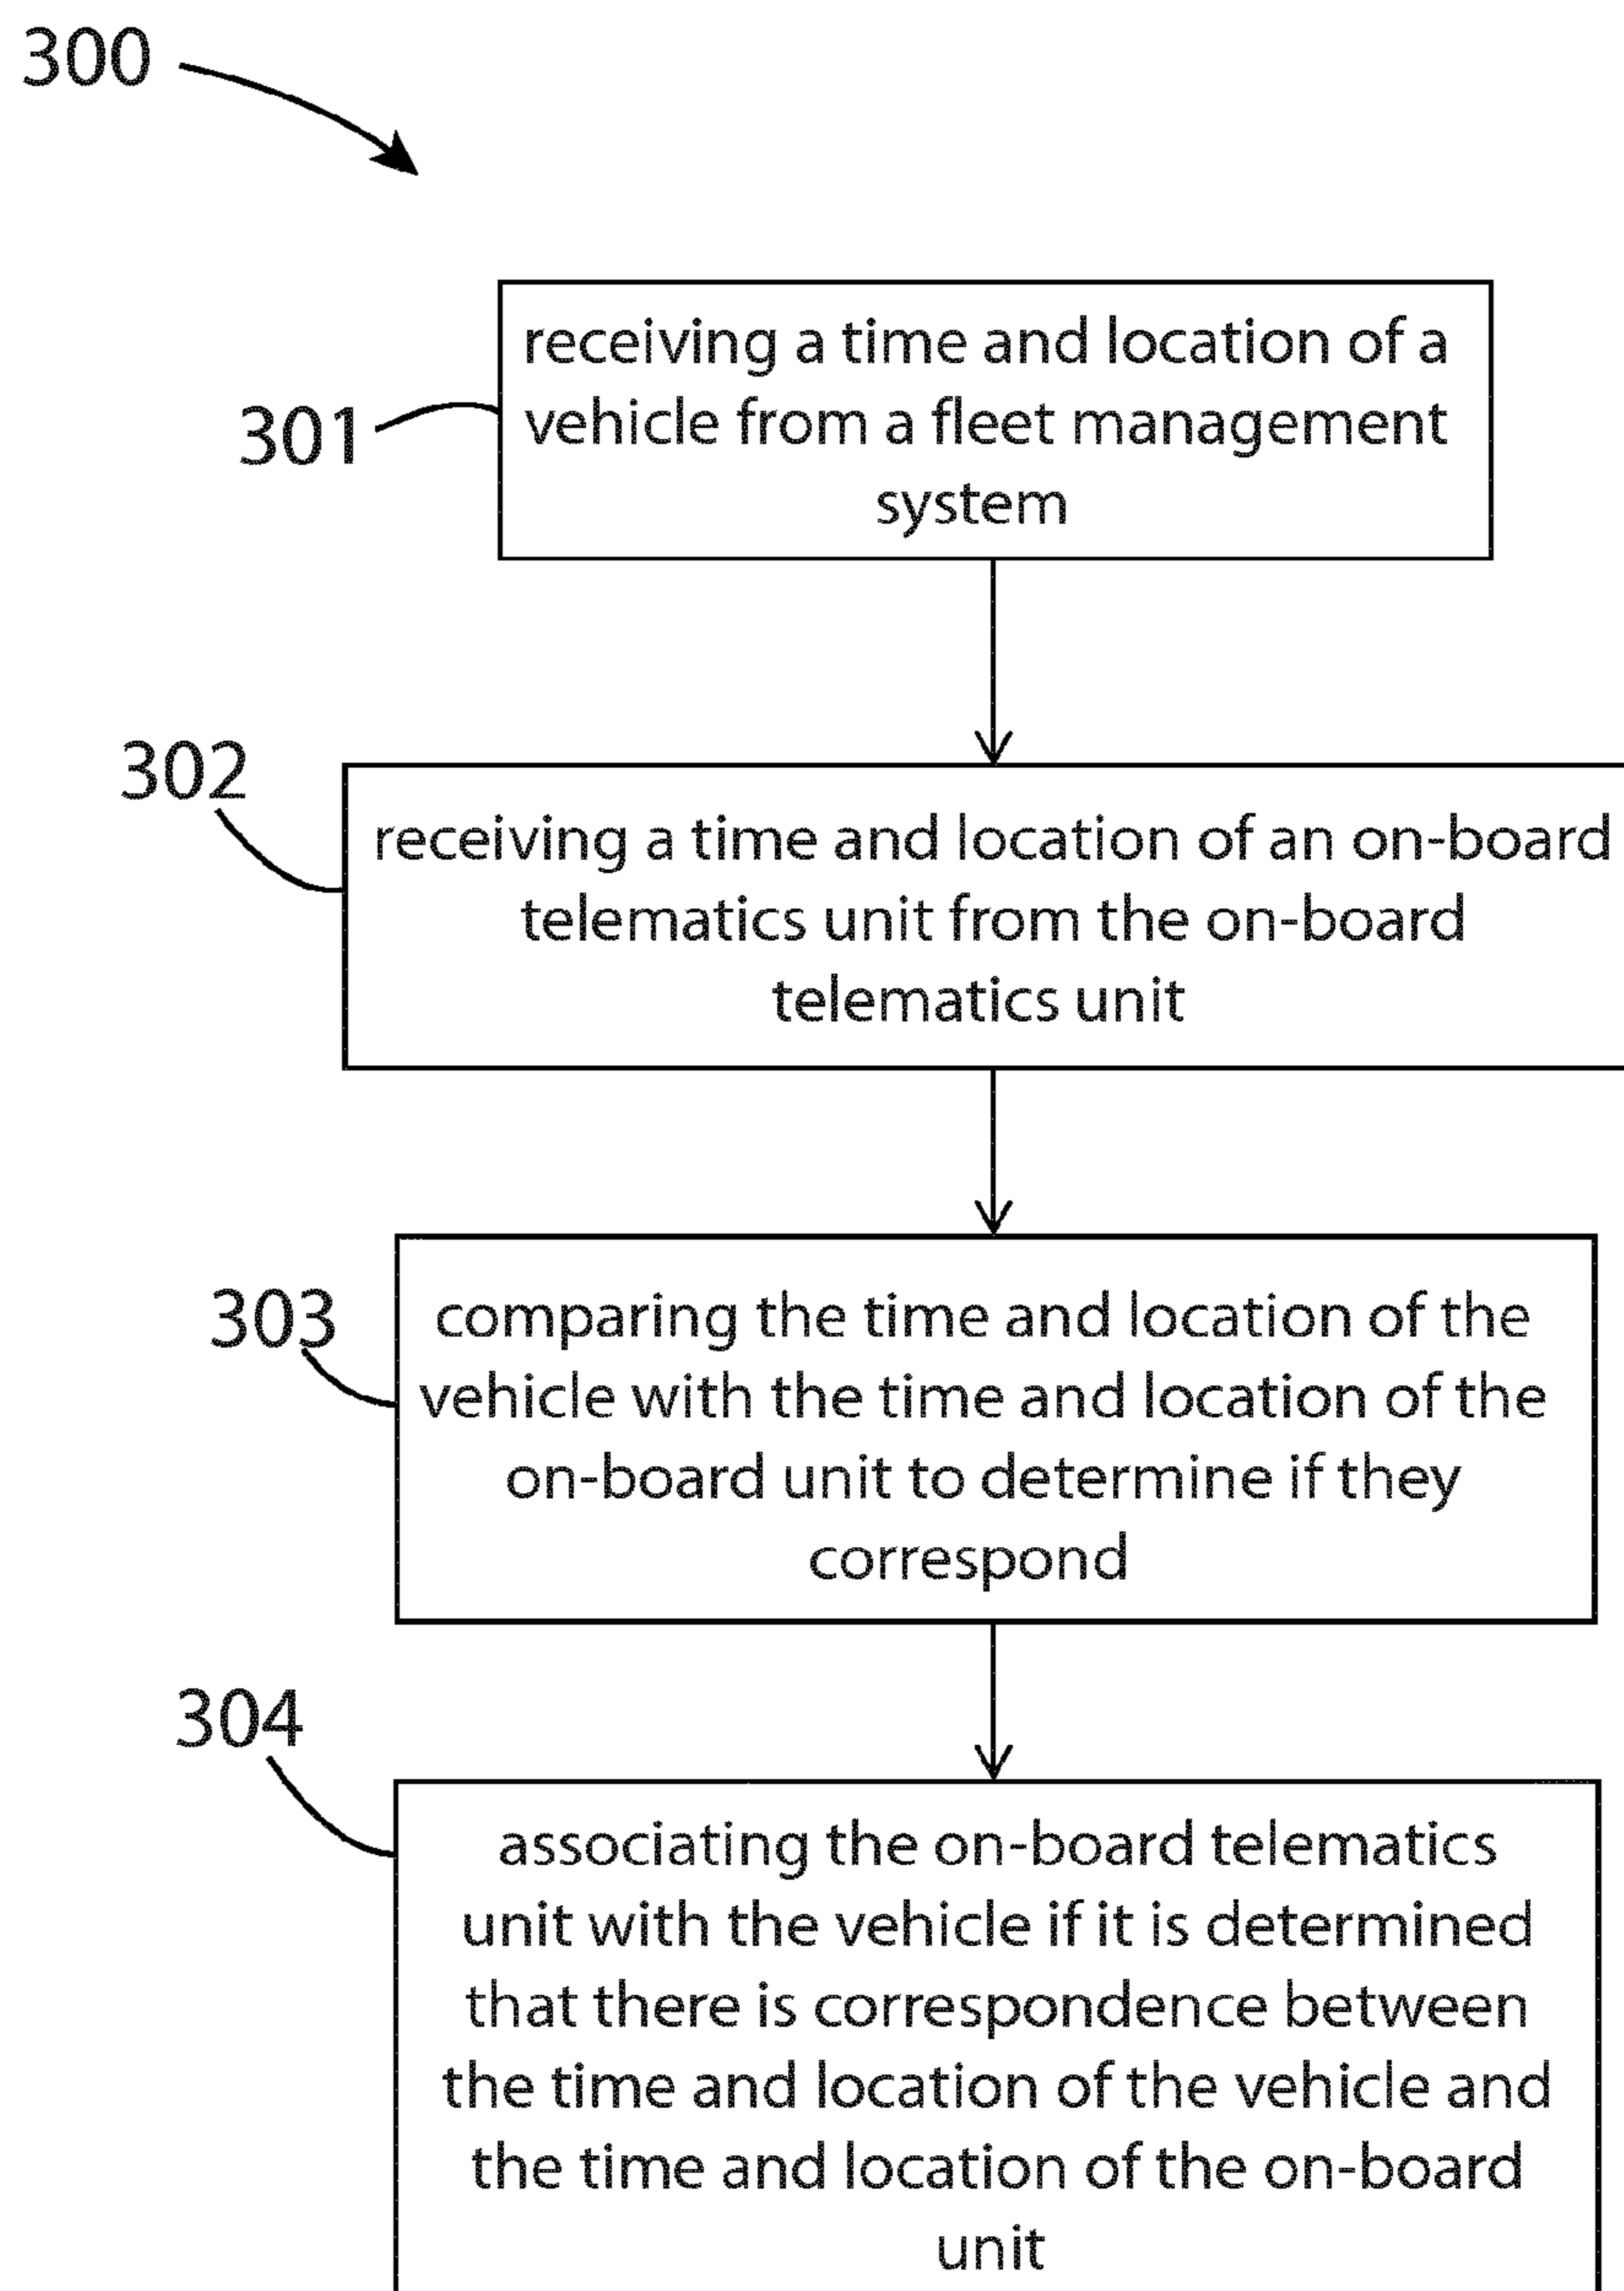 300
301
receiving a time and location of a
vehicle from a fleet management
system
302
receiving a time and location of an on-board
telematics unit from the on-board
telematics unit
303
comparing the time and location of the
vehicle with the time and location of the
on-board unit to determine if they
correspond
304
associating the on-board telematics
unit with the vehicle if it is determined
that there is correspondence between
the time and location of the vehicle and
the time and location of the on-board
unit